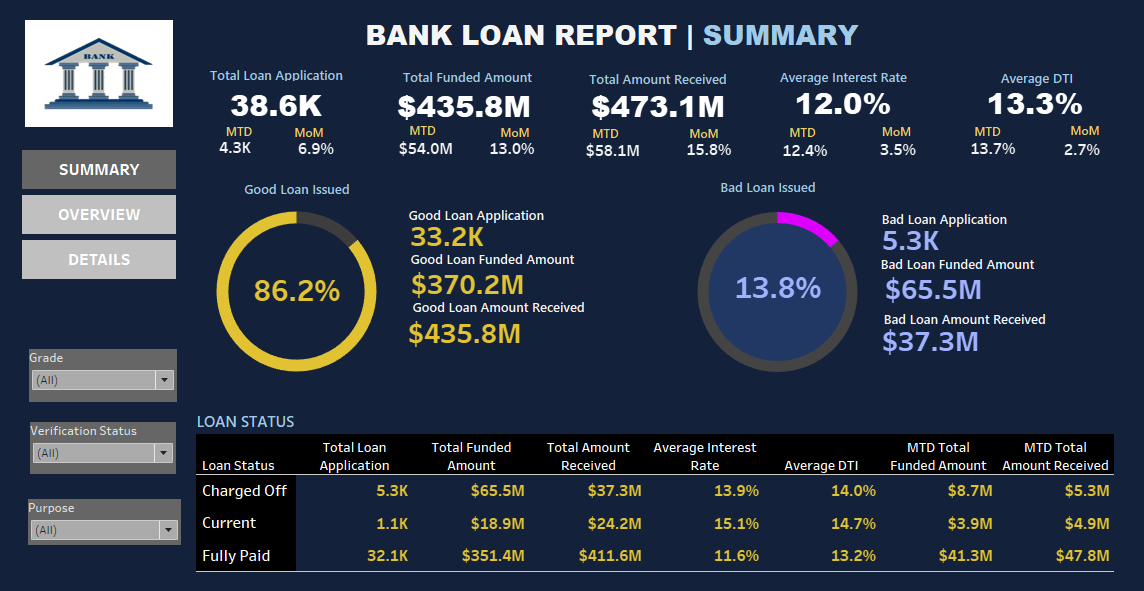 BANK
BANK LOAN REPORT | SUMMARY
Total Loan Application
38.6K
MTD MoM
4.3K 6.9%
Total Funded Amount
$435.8M
MTD MoM
$54.0M 13.0%
Total Amount Received
$473.1M
MTD MoM
$58.1M 15.8%
Average Interest Rate
12.0%
MTD MoM
12.4% 3.5%
Average DTI
13.3%
MTD MoM
13.7% 2.7%
SUMMARY
OVERVIEW
DETAILS
Grade
(All)
Verification Status
(All)
Purpose
(All)
Good Loan Issued
86.2%
Good Loan Application
33.2K
Good Loan Funded Amount
$370.2M
Good Loan Amount Received
$435.8M
Bad Loan Issued
13.8%
Bad Loan Application
5.3K
Bad Loan Funded Amount
$65.5M
Bad Loan Amount Received
$37.3M
LOAN STATUS
Total Loan Total Funded Total Amount Average Interest MTD Total MTD Total
Loan Status Application Amount Received Rate Average DTI Funded Amount Amount Received
Charged Off 5.3K $65.5M $37.3M 13.9% 14.0% $8.7M $5.3M
Current 1.1K $18.9M $24.2M 15.1% 14.7% $3.9M $4.9M
Fully Paid 32.1K $351.4M $411.6M 11.6% 13.2% $41.3M $47.8M